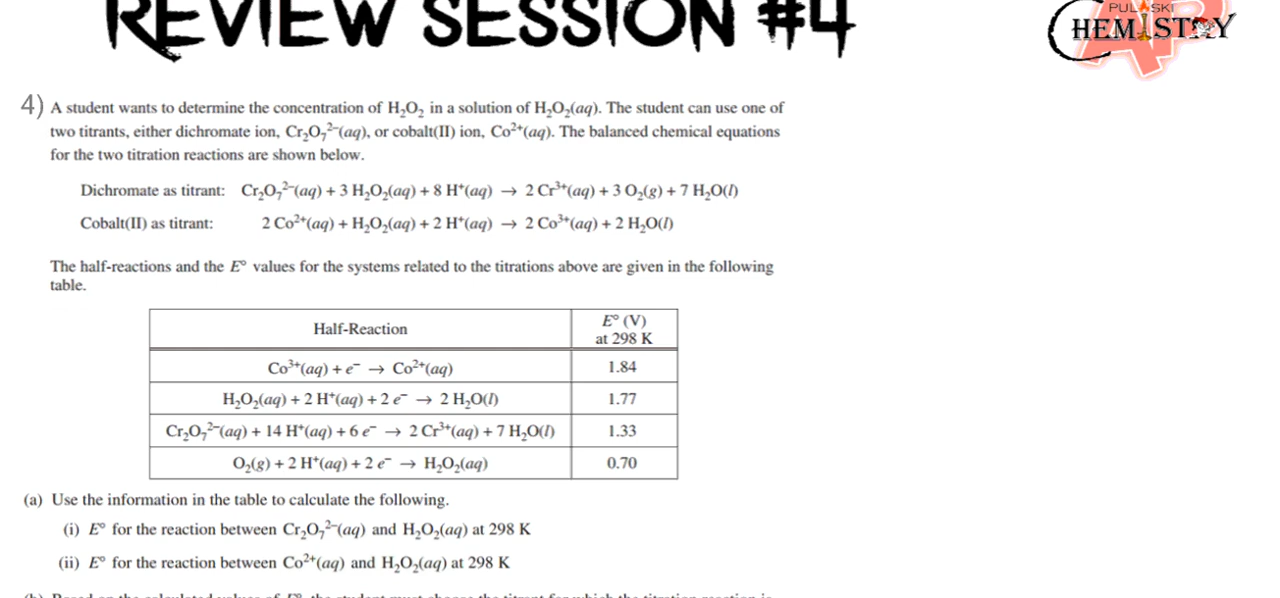 REVIEW SESSION #4
PULASKI
CHEMISTRY
AP
4) A student wants to determine the concentration of H₂O₂ in a solution of H₂O₂(aq). The student can use one of
two titrants, either dichromate ion, Cr₂O₇²⁻(aq), or cobalt(II) ion, Co²⁺(aq). The balanced chemical equations
for the two titration reactions are shown below.
Dichromate as titrant: Cr₂O₇²⁻(aq) + 3 H₂O₂(aq) + 8 H⁺(aq) → 2 Cr³⁺(aq) + 3 O₂(g) + 7 H₂O(l)
Cobalt(II) as titrant: 2 Co²⁺(aq) + H₂O₂(aq) + 2 H⁺(aq) → 2 Co³⁺(aq) + 2 H₂O(l)
The half-reactions and the E° values for the systems related to the titrations above are given in the following
table.
Half-Reaction E° (V)
at 298 K
Co³⁺(aq) + e⁻ → Co²⁺(aq) 1.84
H₂O₂(aq) + 2 H⁺(aq) + 2 e⁻ → 2 H₂O(l) 1.77
Cr₂O₇²⁻(aq) + 14 H⁺(aq) + 6 e⁻ → 2 Cr³⁺(aq) + 7 H₂O(l) 1.33
O₂(g) + 2 H⁺(aq) + 2 e⁻ → H₂O₂(aq) 0.70
(a) Use the information in the table to calculate the following.
(i) E° for the reaction between Cr₂O₇²⁻(aq) and H₂O₂(aq) at 298 K
(ii) E° for the reaction between Co²⁺(aq) and H₂O₂(aq) at 298 K